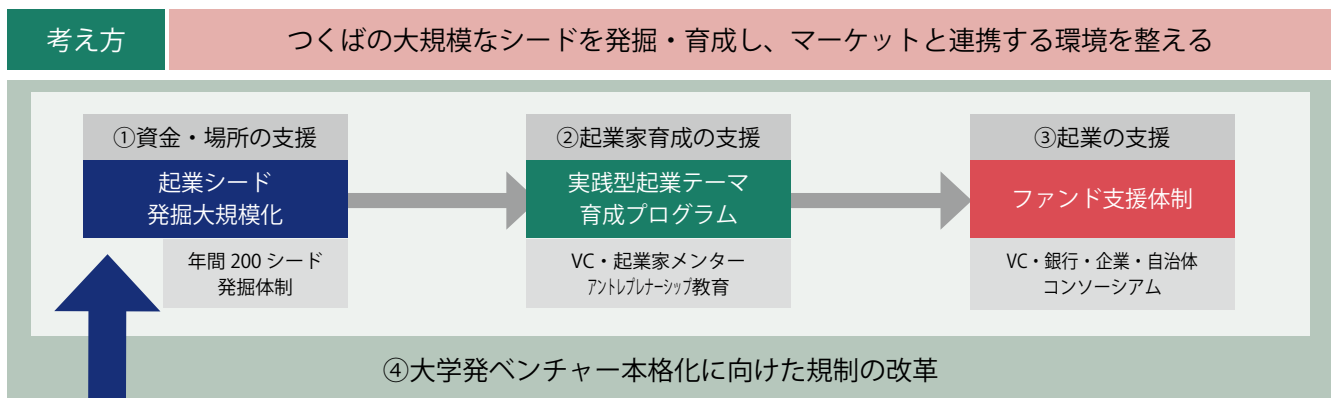 考え方
つくばの大規模なシードを発掘・育成し、マーケットと連携する環境を整える
①資金・場所の支援
起業シード
発掘大規模化
年間 200 シード
発掘体制
②起業家育成の支援
実践型起業テーマ
育成プログラム
VC・起業家メンター
ｱﾝﾄﾚﾌﾟﾚﾅｰｼｯﾌﾟ教育
③起業の支援
ファンド支援体制
VC・銀行・企業・自治体
コンソーシアム
④大学発ベンチャー本格化に向けた規制の改革